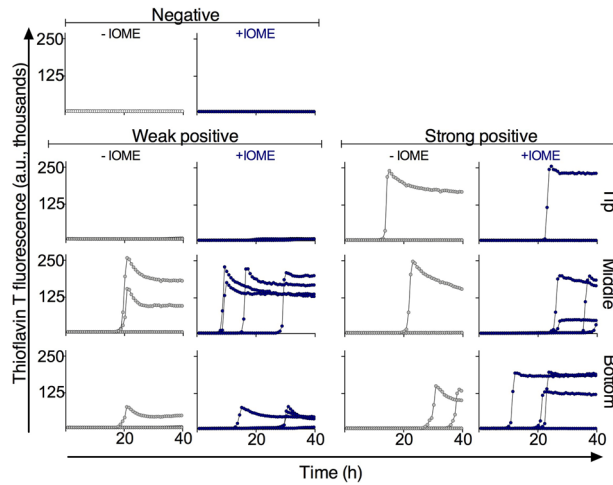 Negative
- IOME +IOME
250
125
Weak positive Strong positive
- IOME +IOME - IOME +IOME
250
125
Tip
250
125
Middle
250
125
Bottom
20 40 20 40 20 40 20 40
Thioflavin T fluorescence (a.u., thousands)
Time (h)